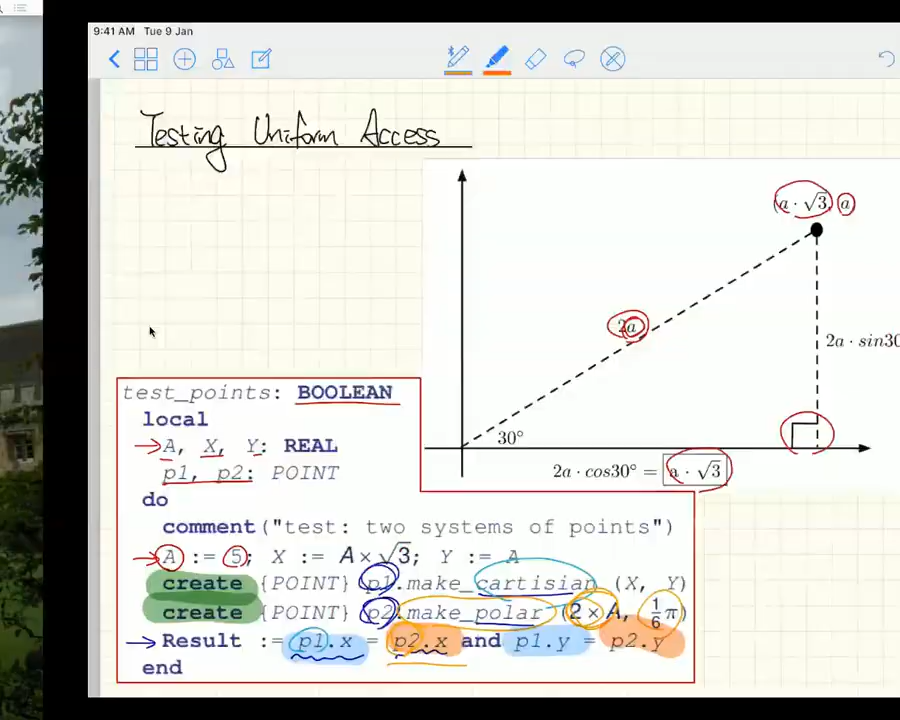 9:41 AM Tue 9 Jan
Testing Uniform Access
(a · √3, a
2a
2a · sin30
30°
2a · cos30° = a · √3
test_points: BOOLEAN
local
A, X, Y: REAL
p1, p2: POINT
do
comment("test: two systems of points")
A := 5; X := A × √3; Y := A
create {POINT} p1.make_cartisian (X, Y)
create {POINT} p2.make_polar (2 × A, 1/6 π)
Result := p1.x = p2.x and p1.y = p2.y
end